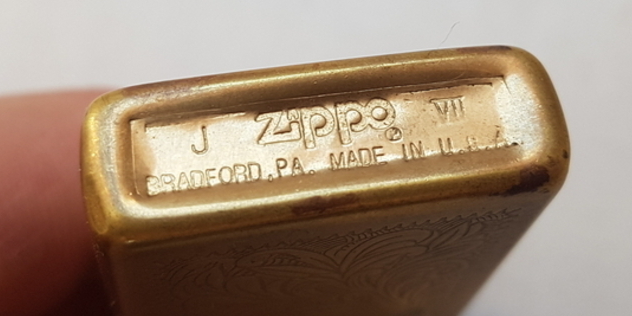 J Zippo® VII
BRADFORD, PA. MADE IN U.S.A.